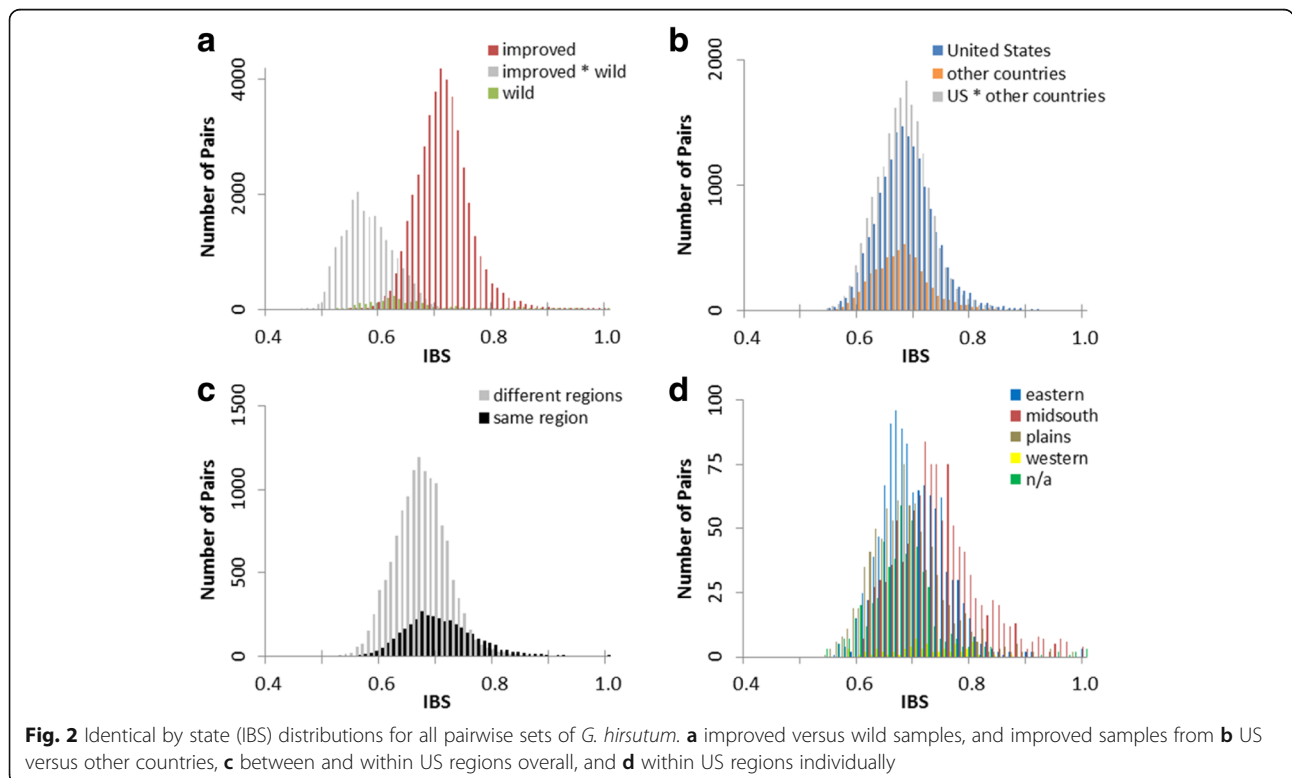 a
improved
improved * wild
wild
Number of Pairs
4000
2000
0
0.4
0.6
0.8
1.0
IBS
b
United States
other countries
US * other countries
Number of Pairs
2000
1000
0
0.4
0.6
0.8
1.0
IBS
c
different regions
same region
Number of Pairs
1500
1000
500
0
0.4
0.6
0.8
1.0
IBS
d
eastern
midsouth
plains
western
n/a
Number of Pairs
100
75
50
25
0
0.4
0.6
0.8
1.0
IBS
Fig. 2 Identical by state (IBS) distributions for all pairwise sets of G. hirsutum. a improved versus wild samples, and improved samples from b US
versus other countries, c between and within US regions overall, and d within US regions individually